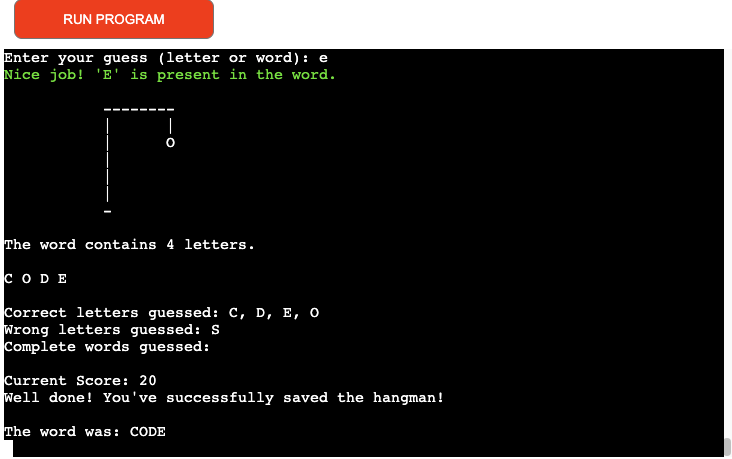 RUN PROGRAM
Enter your guess (letter or word): e
Nice job! 'E' is present in the word.
--------
|      |
|      O
|
|
|
-
The word contains 4 letters.
C O D E
Correct letters guessed: C, D, E, O
Wrong letters guessed: S
Complete words guessed:
Current Score: 20
Well done! You've successfully saved the hangman!
The word was: CODE